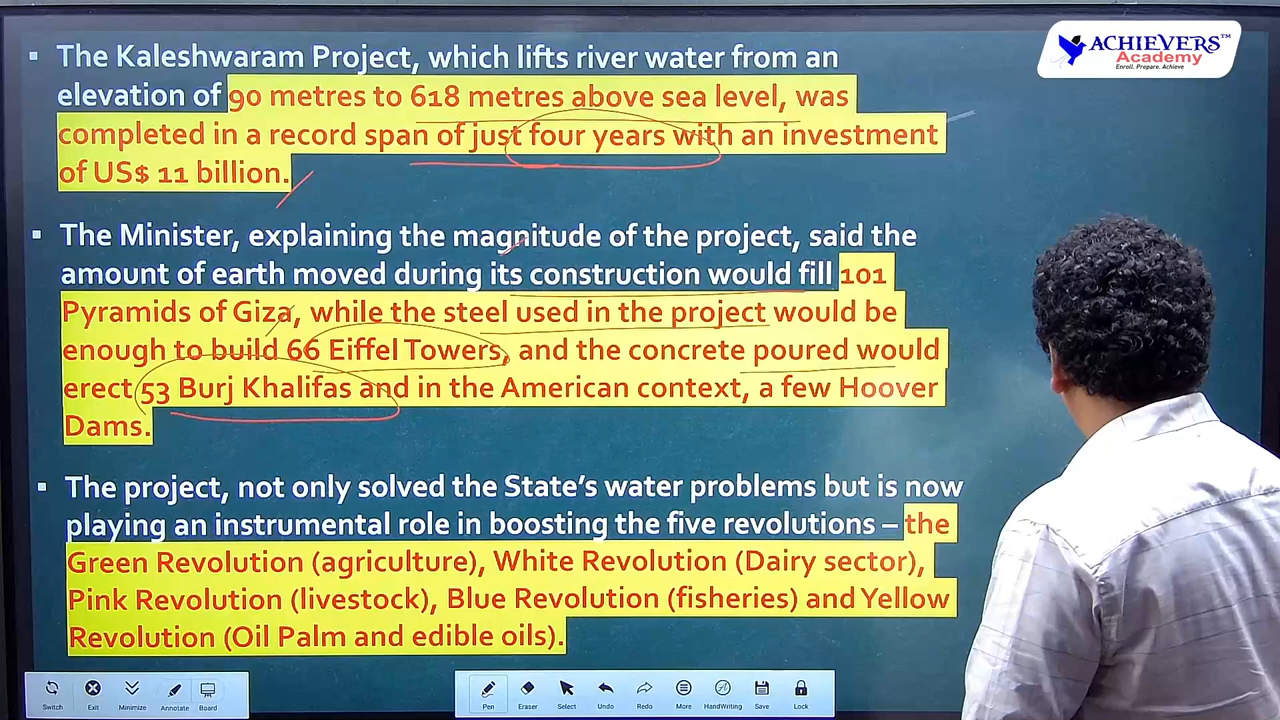 ACHIEVERS™
Academy
Enroll. Prepare. Achieve
▪ The Kaleshwaram Project, which lifts river water from an
elevation of 90 metres to 618 metres above sea level, was
completed in a record span of just four years with an investment
of US$ 11 billion.
▪ The Minister, explaining the magnitude of the project, said the
amount of earth moved during its construction would fill 101
Pyramids of Giza, while the steel used in the project would be
enough to build 66 Eiffel Towers, and the concrete poured would
erect 53 Burj Khalifas and in the American context, a few Hoover
Dams.
▪ The project, not only solved the State’s water problems but is now
playing an instrumental role in boosting the five revolutions – the
Green Revolution (agriculture), White Revolution (Dairy sector),
Pink Revolution (livestock), Blue Revolution (fisheries) and Yellow
Revolution (Oil Palm and edible oils).
Switch Exit Minimize Annotate Board Pen Eraser Select Undo Redo More HandWriting Save Lock